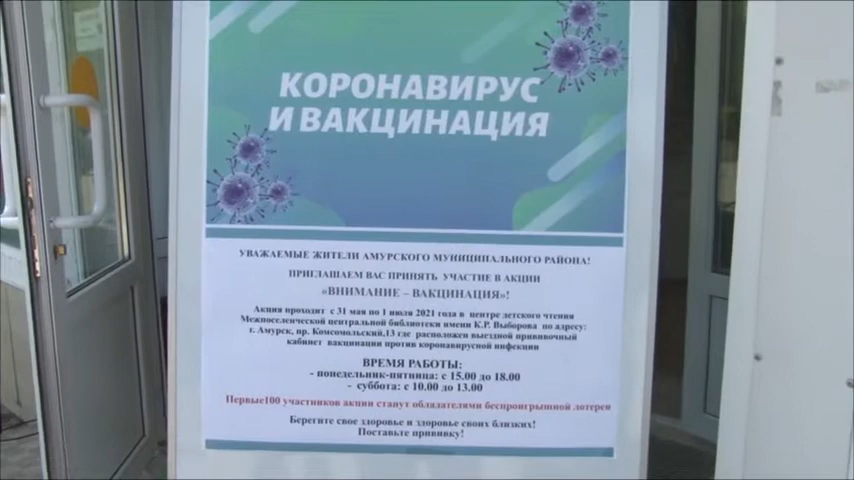 КОРОНАВИРУС
И ВАКЦИНАЦИЯ
УВАЖАЕМЫЕ ЖИТЕЛИ АМУРСКОГО МУНИЦИПАЛЬНОГО РАЙОНА!
ПРИГЛАШАЕМ ВАС ПРИНЯТЬ УЧАСТИЕ В АКЦИИ
«ВНИМАНИЕ – ВАКЦИНАЦИЯ»!
Акция проходит с 31 мая по 1 июля 2021 года в центре детского чтения
Межпоселенческой центральной библиотеки имени К.Р. Выборова по адресу:
г. Амурск, пр. Комсомольский,13 где расположен выездной прививочный
кабинет вакцинации против коронавирусной инфекции
ВРЕМЯ РАБОТЫ:
- понедельник-пятница: с 15.00 до 18.00
- суббота: с 10.00 до 13.00
Первые100 участников акции станут обладателями беспроигрышной лотереи
Берегите свое здоровье и здоровье своих близких!
Поставьте прививку!